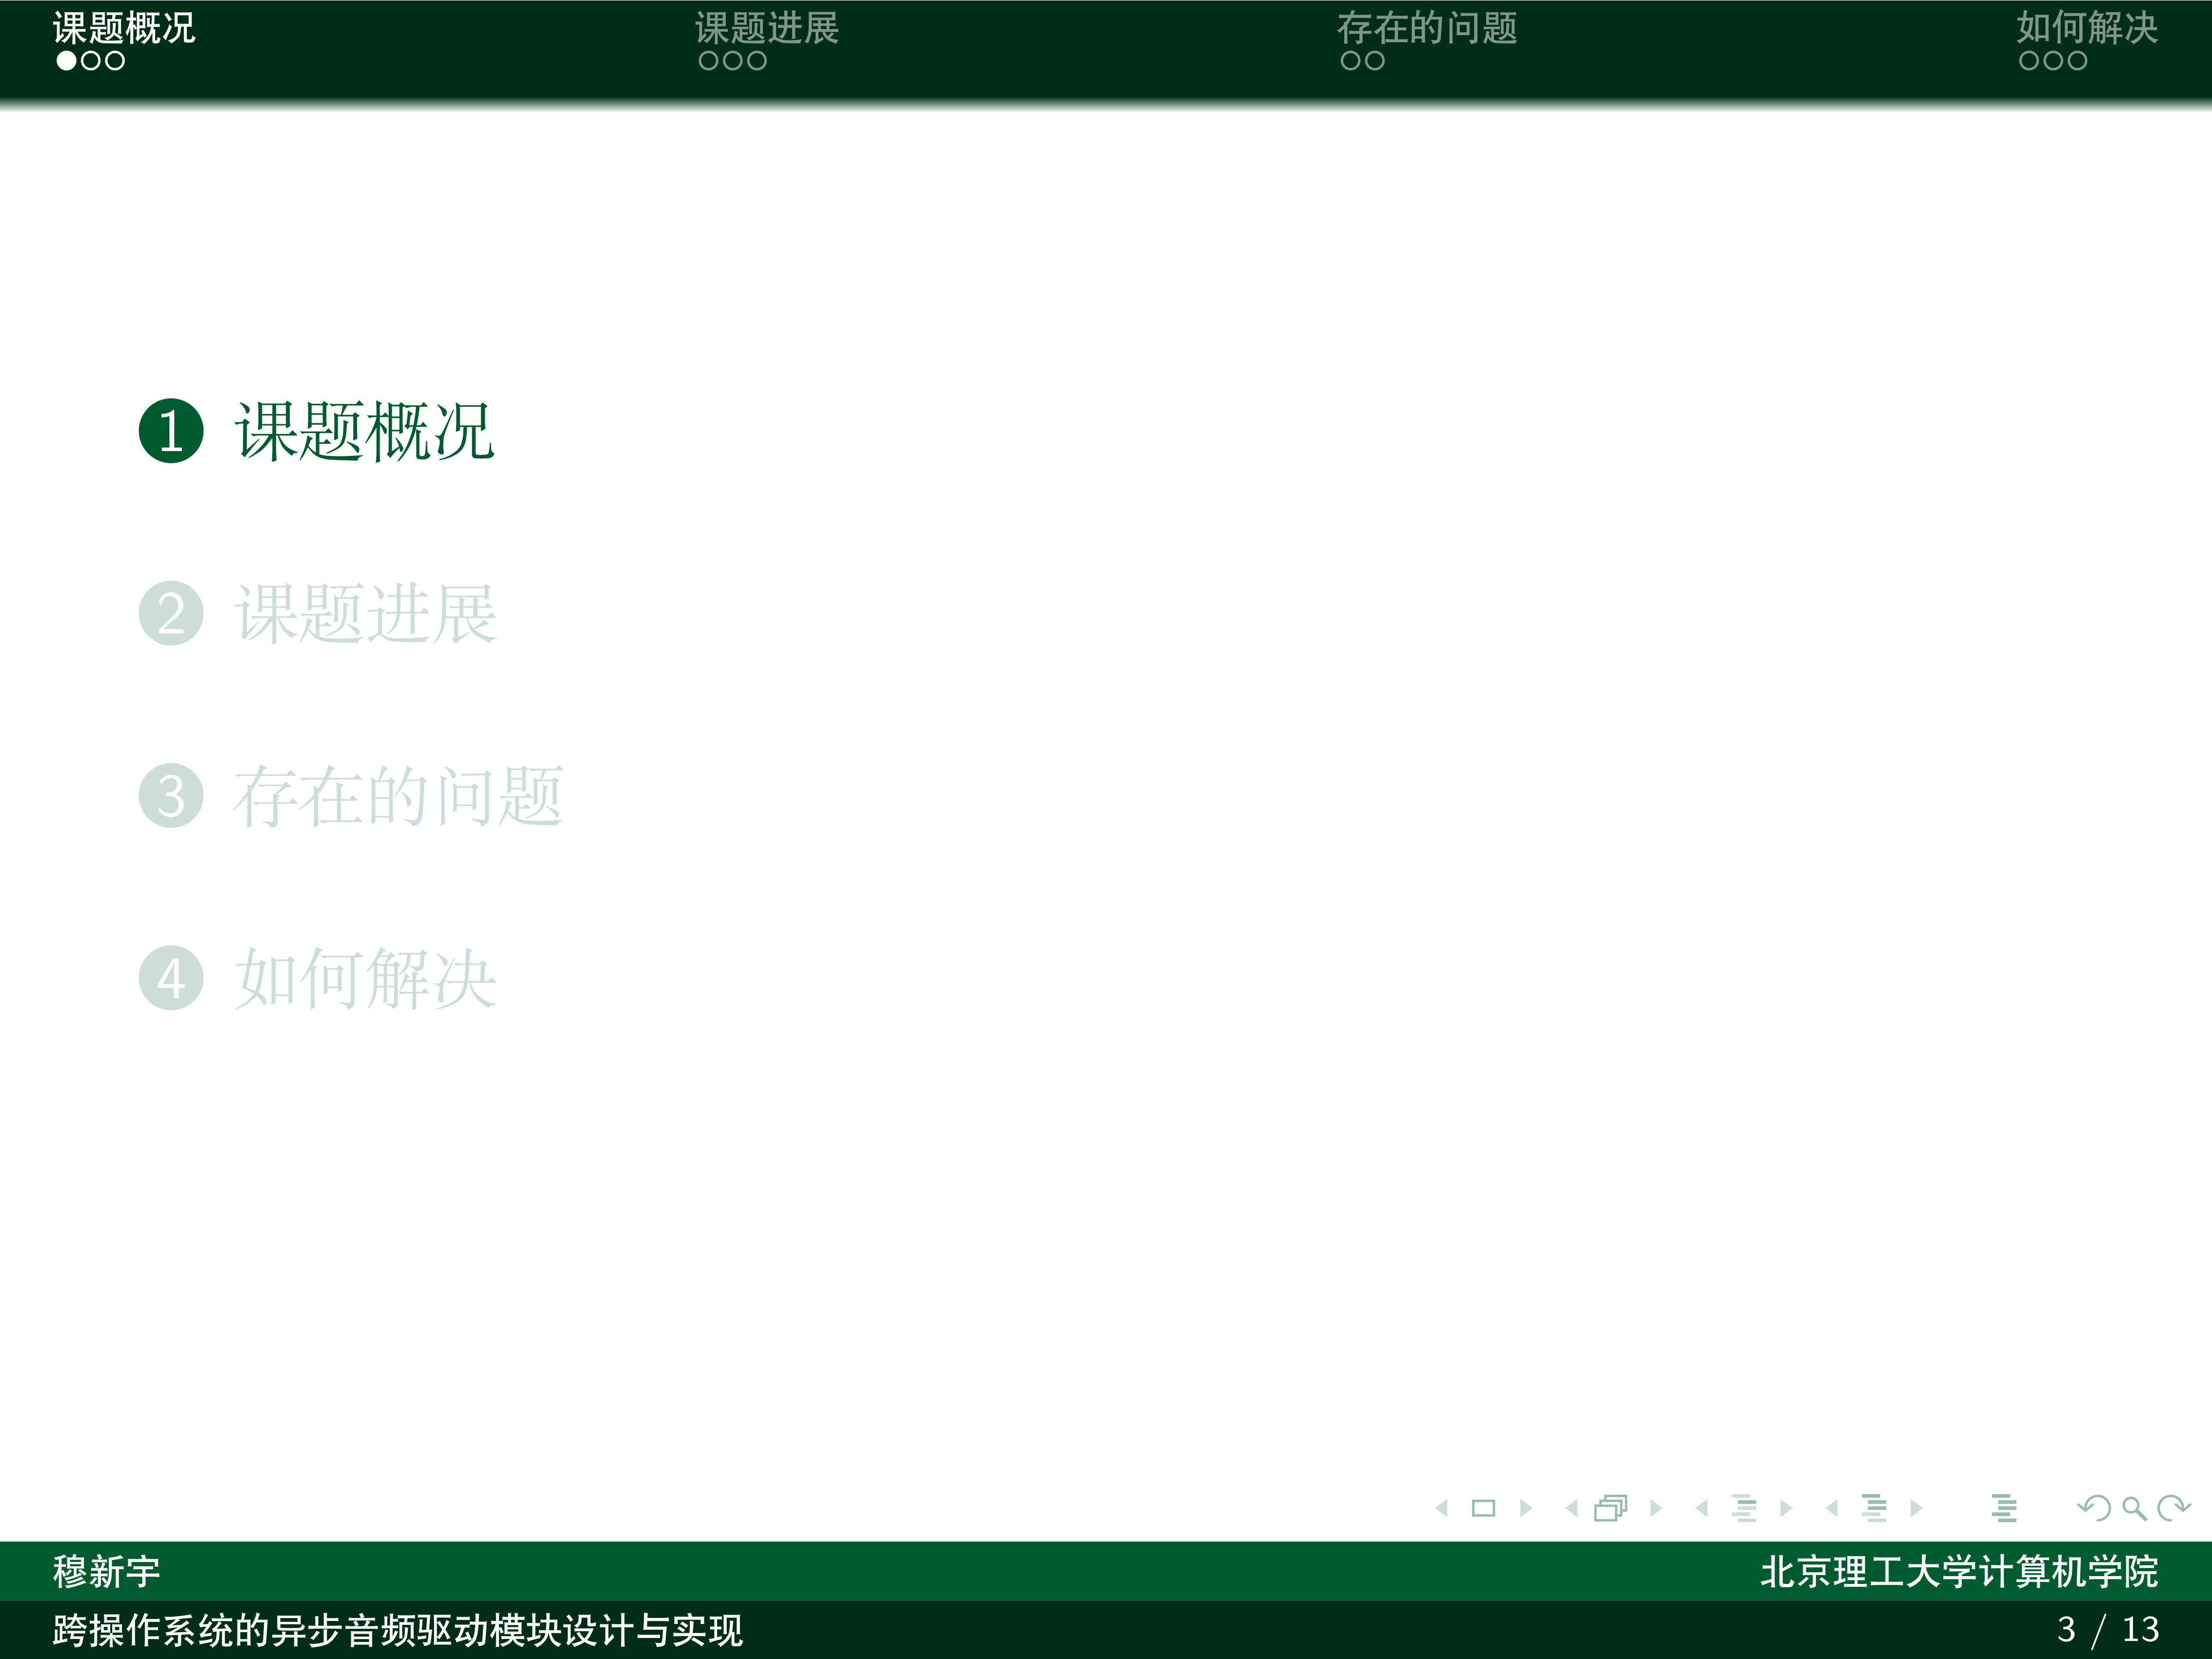 课题概况 课题进展 存在的问题 如何解决
1 课题概况
2 课题进展
3 存在的问题
4 如何解决
穆新宇 北京理工大学计算机学院
跨操作系统的异步音频驱动模块设计与实现 3 / 13